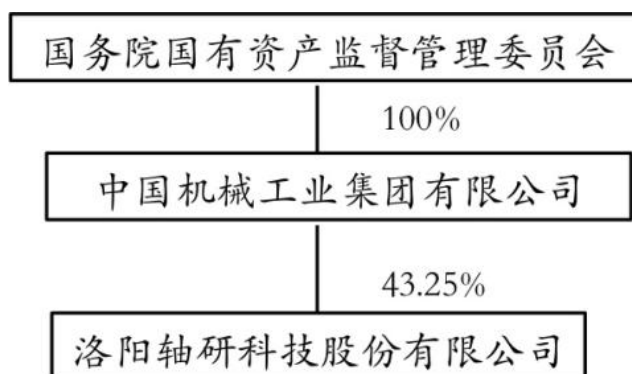 国务院国有资产监督管理委员会
100%
中国机械工业集团有限公司
43.25%
洛阳轴研科技股份有限公司